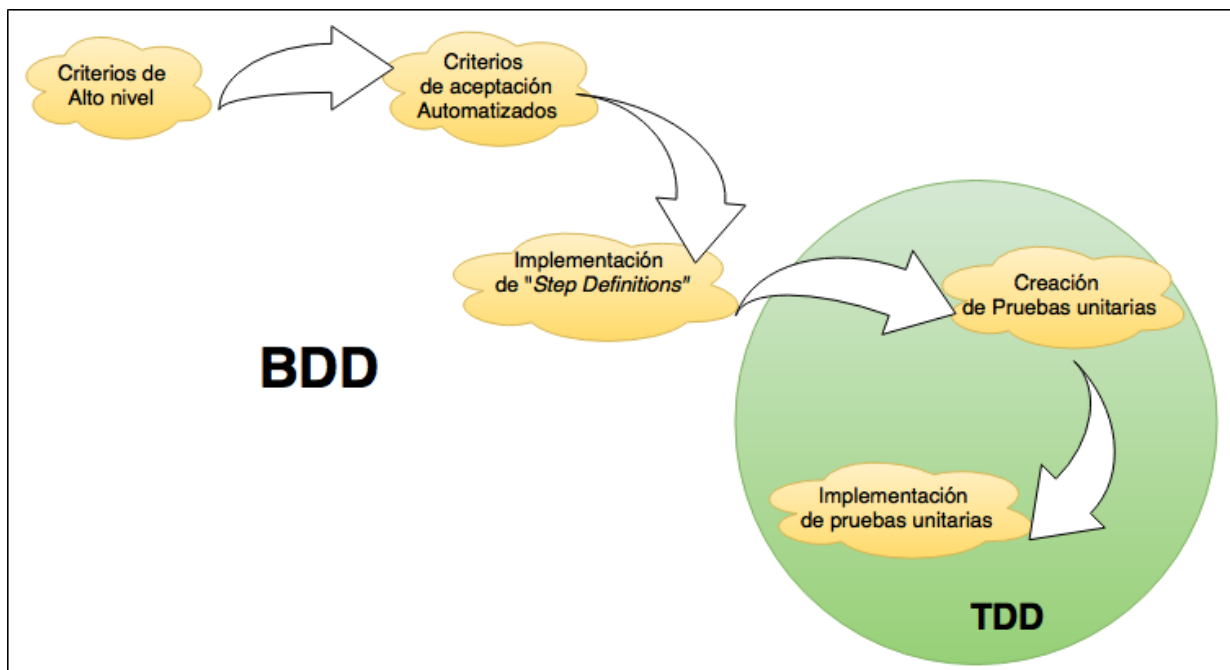 Criterios de
Alto nivel
Criterios
de aceptación
Automatizados
Implementación
de "Step Definitions"
Creación
de Pruebas unitarias
BDD
Implementación
de pruebas unitarias
TDD